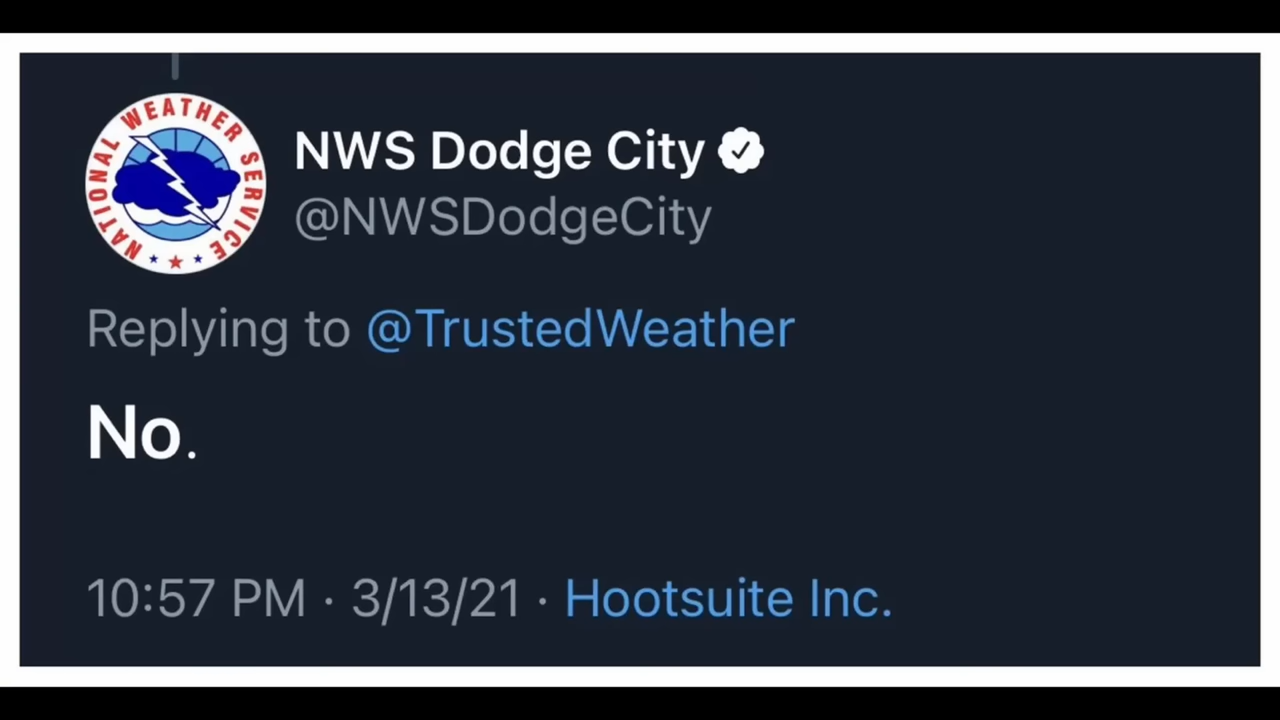 NATIONAL WEATHER SERVICE
NWS Dodge City
@NWSDodgeCity
Replying to @TrustedWeather
No.
10:57 PM · 3/13/21 · Hootsuite Inc.